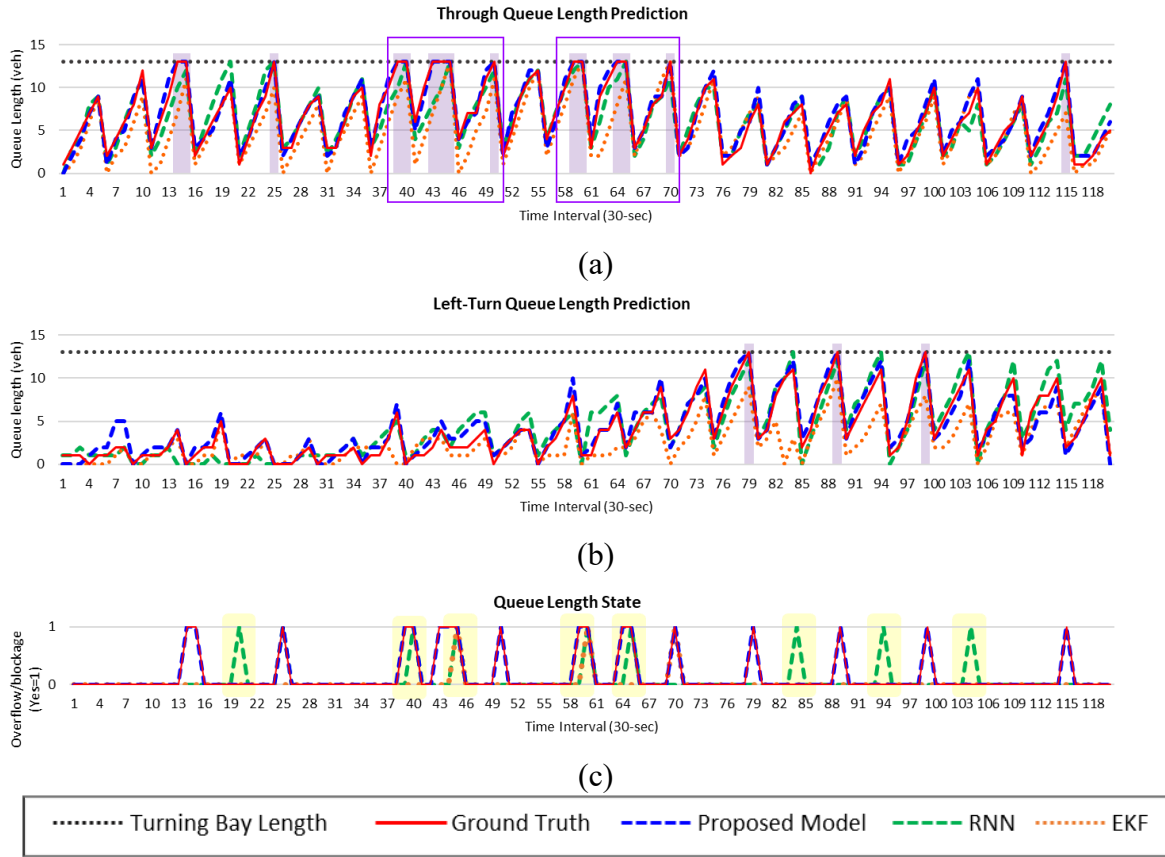 Through Queue Length Prediction
Queue length (veh)
15
10
5
0
1 4 7 10 13 16 19 22 25 28 31 34 37 40 43 46 49 52 55 58 61 64 67 70 73 76 79 82 85 88 91 94 97 100 103 106 109 112 115 118
Time Interval (30-sec)
(a)
Left-Turn Queue Length Prediction
Queue length (veh)
15
10
5
0
1 4 7 10 13 16 19 22 25 28 31 34 37 40 43 46 49 52 55 58 61 64 67 70 73 76 79 82 85 88 91 94 97 100 103 106 109 112 115 118
Time Interval (30-sec)
(b)
Queue Length State
Overflow/blockage
(Yes=1)
1
0
1 4 7 10 13 16 19 22 25 28 31 34 37 40 43 46 49 52 55 58 61 64 67 70 73 76 79 82 85 88 91 94 97 100 103 106 109 112 115 118
Time Interval (30-sec)
(c)
Turning Bay Length Ground Truth Proposed Model RNN EKF